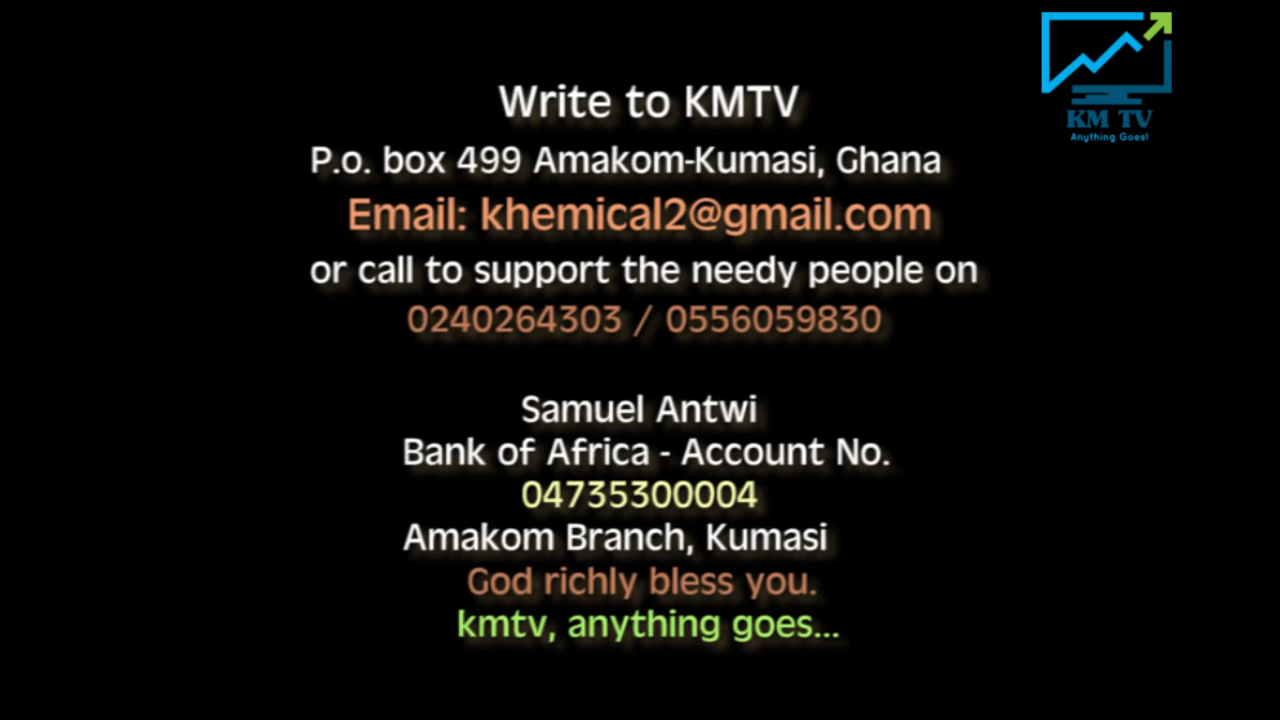 Write to KMTV
P.o. box 499 Amakom-Kumasi, Ghana
Email: khemical2@gmail.com
or call to support the needy people on
0240264303 / 0556059830
Samuel Antwi
Bank of Africa - Account No.
04735300004
Amakom Branch, Kumasi
God richly bless you.
kmtv, anything goes...
KM TV
Anything Goes!